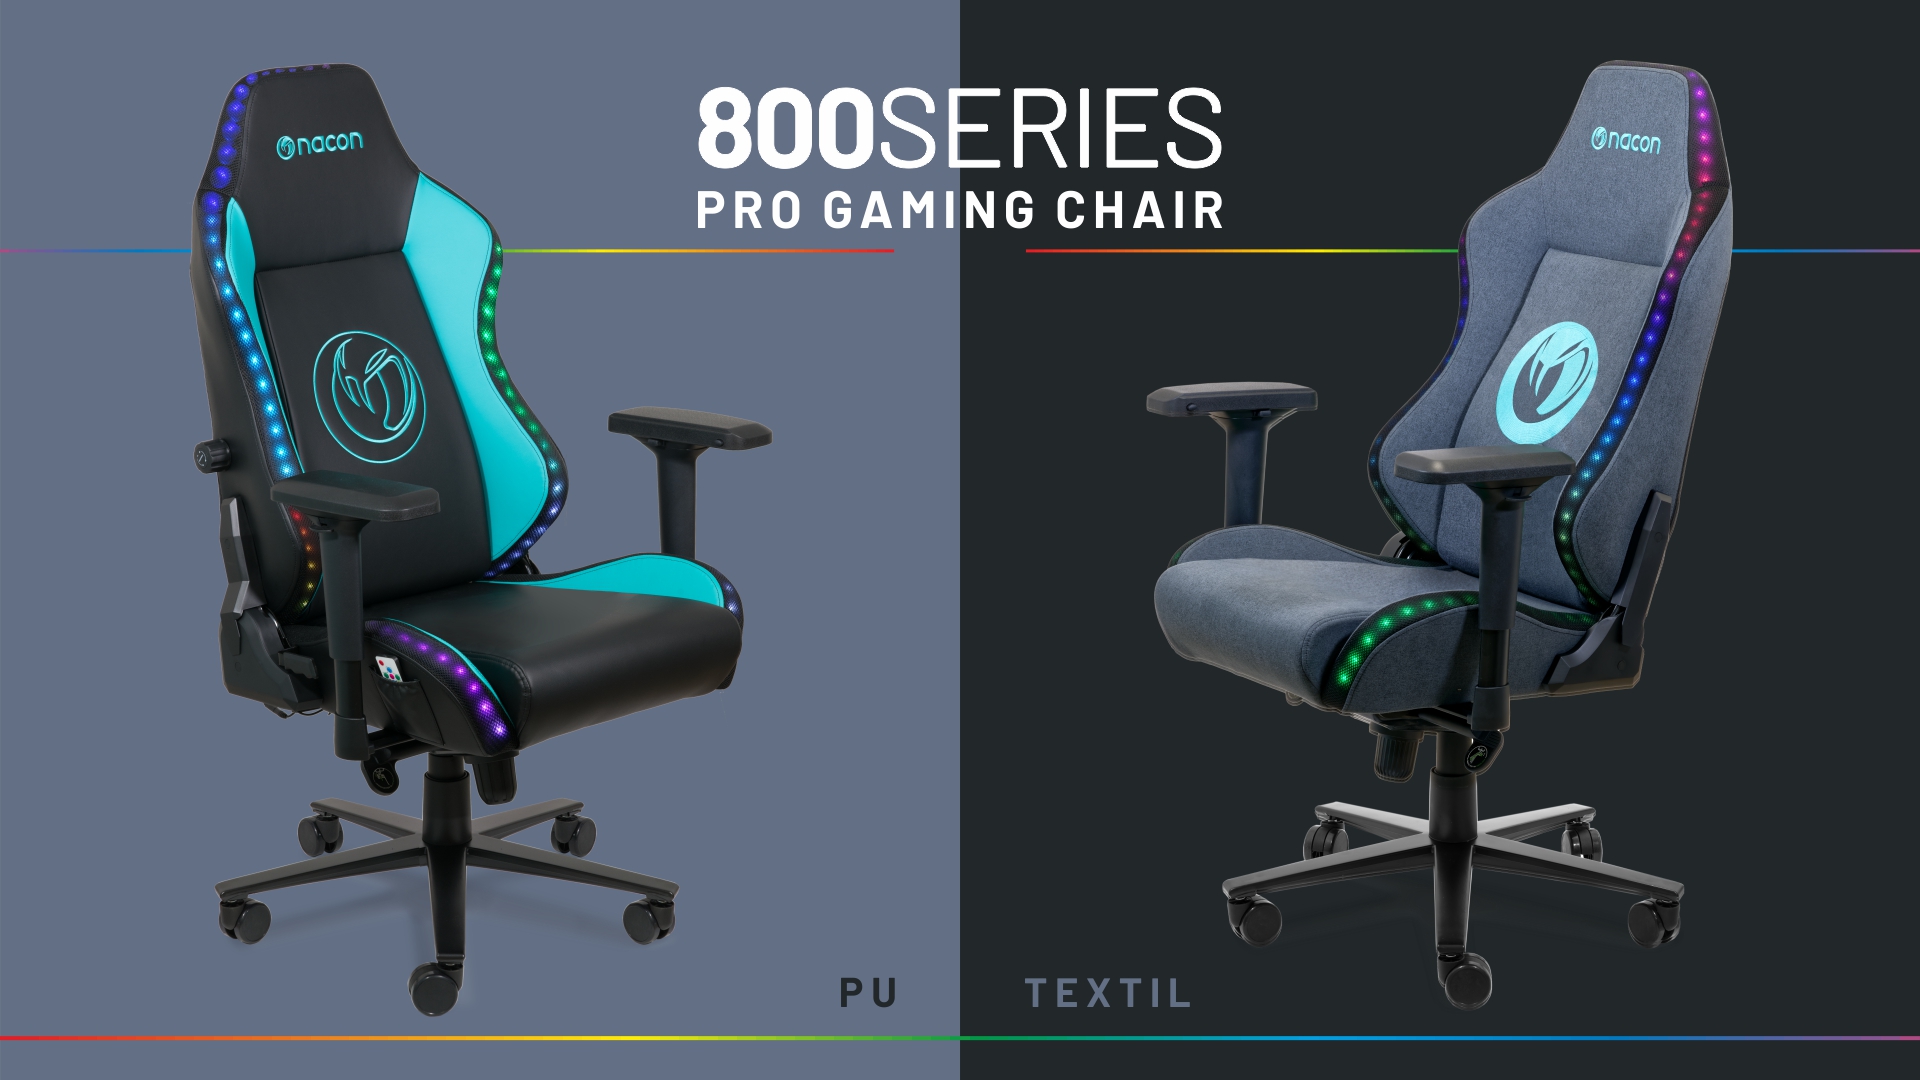 800SERIES
PRO GAMING CHAIR
nacon
nacon
PU
TEXTIL